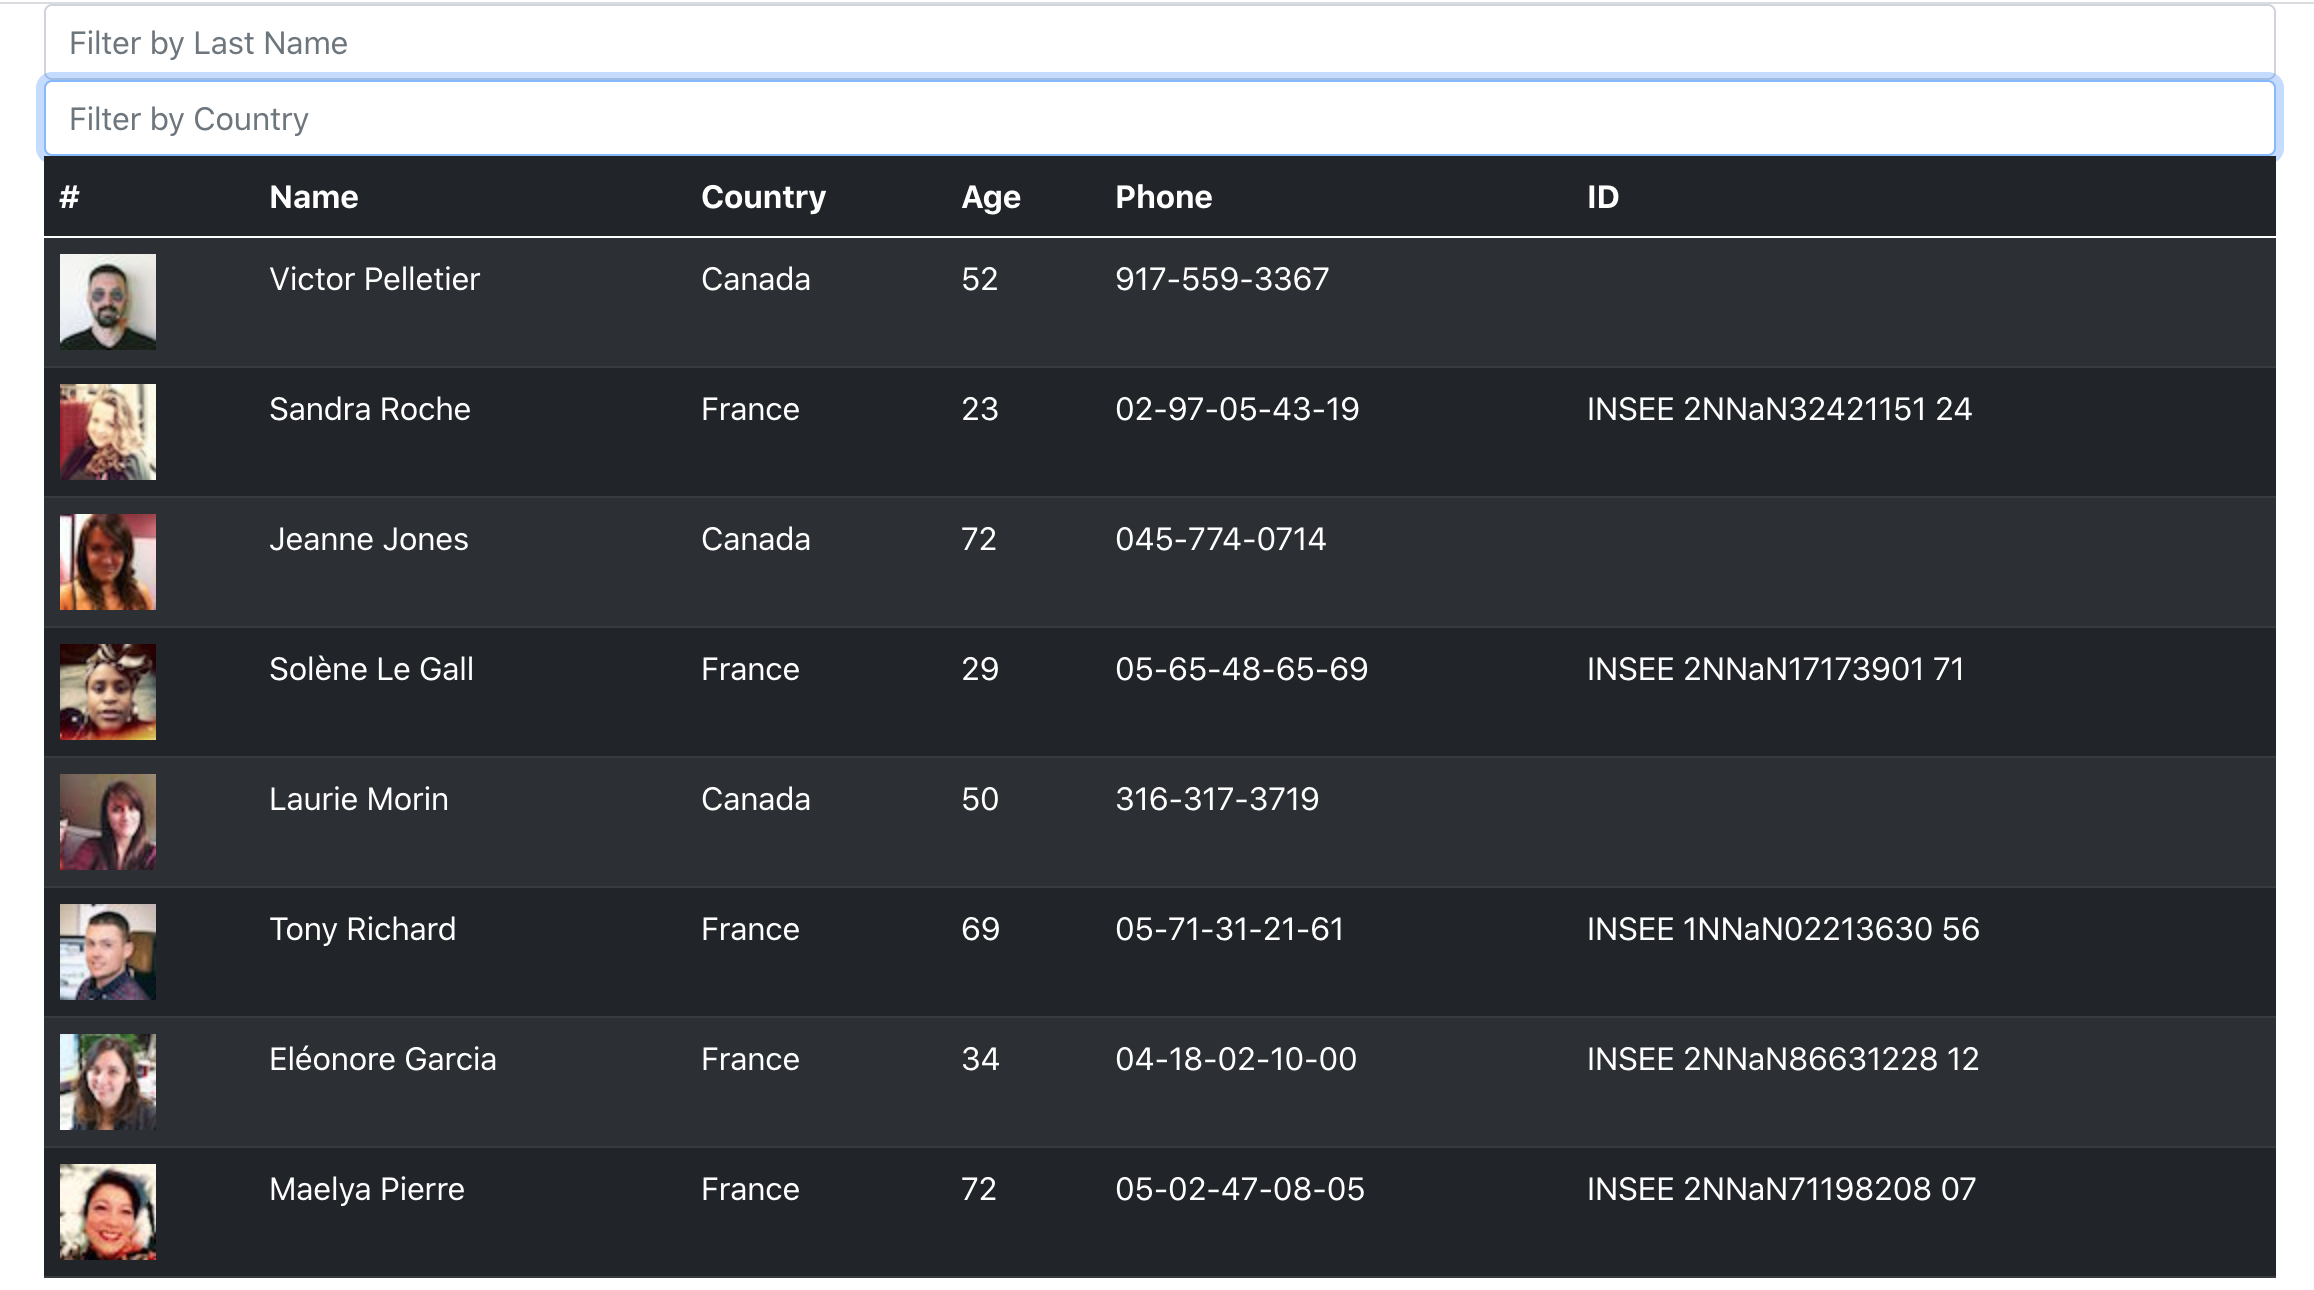 Filter by Last Name
Filter by Country
# Name Country Age Phone ID
Victor Pelletier Canada 52 917-559-3367
Sandra Roche France 23 02-97-05-43-19 INSEE 2NNaN32421151 24
Jeanne Jones Canada 72 045-774-0714
Solène Le Gall France 29 05-65-48-65-69 INSEE 2NNaN17173901 71
Laurie Morin Canada 50 316-317-3719
Tony Richard France 69 05-71-31-21-61 INSEE 1NNaN02213630 56
Eléonore Garcia France 34 04-18-02-10-00 INSEE 2NNaN86631228 12
Maelya Pierre France 72 05-02-47-08-05 INSEE 2NNaN71198208 07